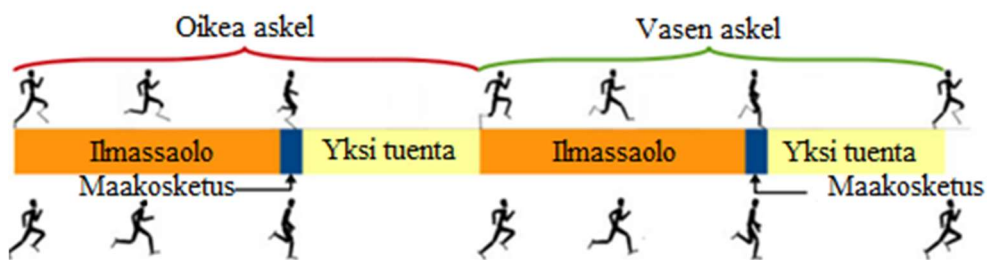 Oikea askel
Vasen askel
Ilmassaolo
Yksi tuenta
Ilmassaolo
Yksi tuenta
Maakosketus
Maakosketus